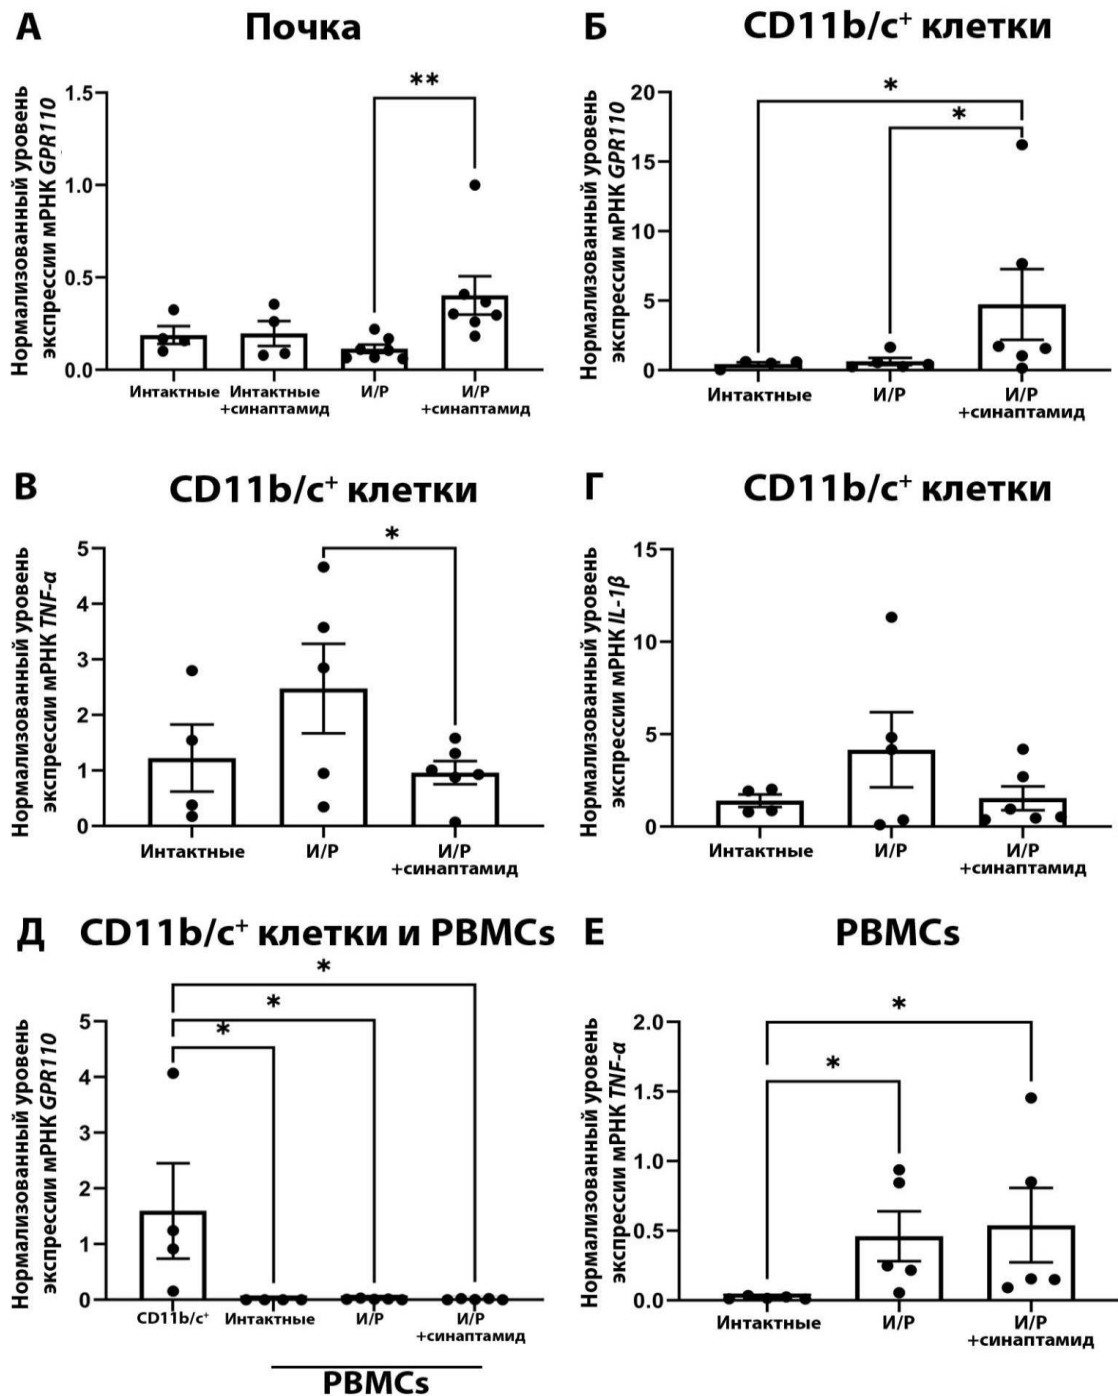 А Почка
Нормализованный уровень
экспрессии мРНК GPR110
1.5
1.0
0.5
0.0
**
Интактные
Интактные
+синаптамид
И/Р
И/Р
+синаптамид
Б CD11b/c⁺ клетки
Нормализованный уровень
экспрессии мРНК GPR110
20
15
10
5
0
*
*
Интактные
И/Р
И/Р
+синаптамид
В CD11b/c⁺ клетки
Нормализованный уровень
экспрессии мРНК TNF-α
5
4
3
2
1
0
*
Интактные
И/Р
И/Р
+синаптамид
Г CD11b/c⁺ клетки
Нормализованный уровень
экспрессии мРНК IL-1β
15
10
5
0
Интактные
И/Р
И/Р
+синаптамид
Д CD11b/c⁺ клетки и PBMCs
Нормализованный уровень
экспрессии мРНК GPR110
5
4
3
2
1
0
*
*
*
CD11b/c⁺
Интактные
И/Р
И/Р
+синаптамид
PBMCs
Е PBMCs
Нормализованный уровень
экспрессии мРНК TNF-α
2.0
1.5
1.0
0.5
0.0
*
*
Интактные
И/Р
И/Р
+синаптамид